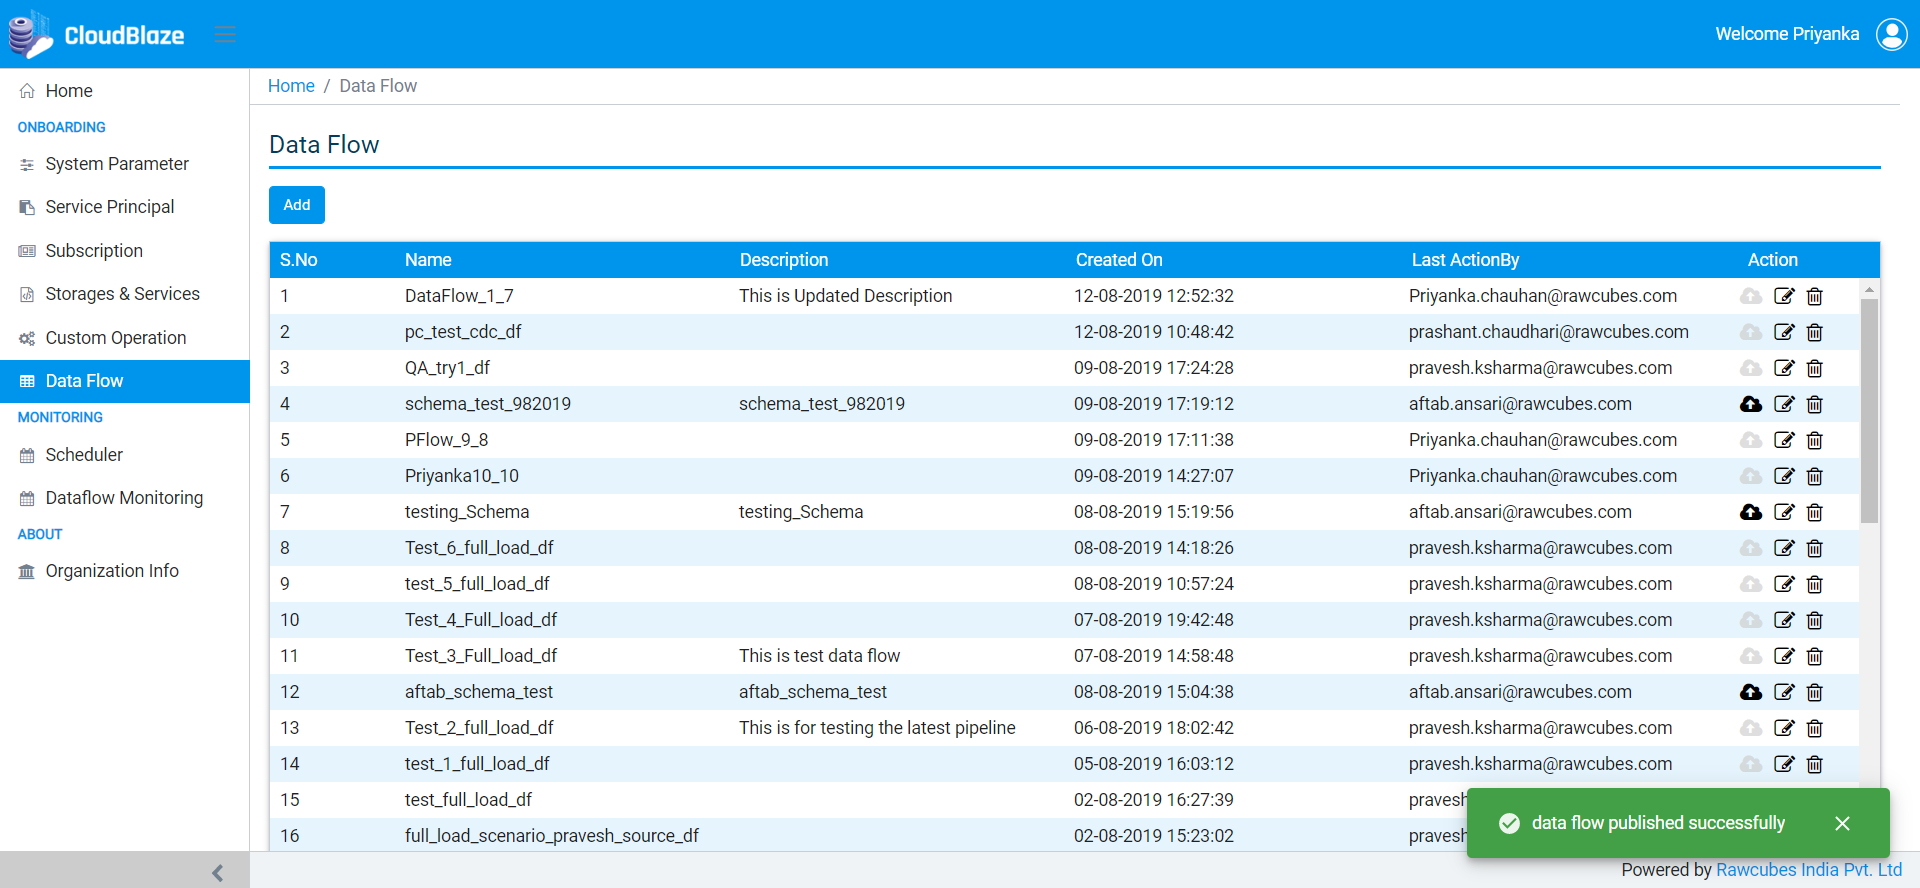 CloudBlaze
Welcome Priyanka
Home
ONBOARDING
System Parameter
Service Principal
Subscription
Storages & Services
Custom Operation
Data Flow
MONITORING
Scheduler
Dataflow Monitoring
ABOUT
Organization Info
Home / Data Flow
Data Flow
Add
S.No Name Description Created On Last ActionBy Action
1 DataFlow_1_7 This is Updated Description 12-08-2019 12:52:32 Priyanka.chauhan@rawcubes.com
2 pc_test_cdc_df 12-08-2019 10:48:42 prashant.chaudhari@rawcubes.com
3 QA_try1_df 09-08-2019 17:24:28 pravesh.ksharma@rawcubes.com
4 schema_test_982019 schema_test_982019 09-08-2019 17:19:12 aftab.ansari@rawcubes.com
5 PFlow_9_8 09-08-2019 17:11:38 Priyanka.chauhan@rawcubes.com
6 Priyanka10_10 09-08-2019 14:27:07 Priyanka.chauhan@rawcubes.com
7 testing_Schema testing_Schema 08-08-2019 15:19:56 aftab.ansari@rawcubes.com
8 Test_6_full_load_df 08-08-2019 14:18:26 pravesh.ksharma@rawcubes.com
9 test_5_full_load_df 08-08-2019 10:57:24 pravesh.ksharma@rawcubes.com
10 Test_4_Full_load_df 07-08-2019 19:42:48 pravesh.ksharma@rawcubes.com
11 Test_3_Full_load_df This is test data flow 07-08-2019 14:58:48 pravesh.ksharma@rawcubes.com
12 aftab_schema_test aftab_schema_test 08-08-2019 15:04:38 aftab.ansari@rawcubes.com
13 Test_2_full_load_df This is for testing the latest pipeline 06-08-2019 18:02:42 pravesh.ksharma@rawcubes.com
14 test_1_full_load_df 05-08-2019 16:03:12 pravesh.ksharma@rawcubes.com
15 test_full_load_df 02-08-2019 16:27:39 pravesh
16 full_load_scenario_pravesh_source_df 02-08-2019 15:23:02 pravesh
data flow published successfully
Powered by Rawcubes India Pvt. Ltd